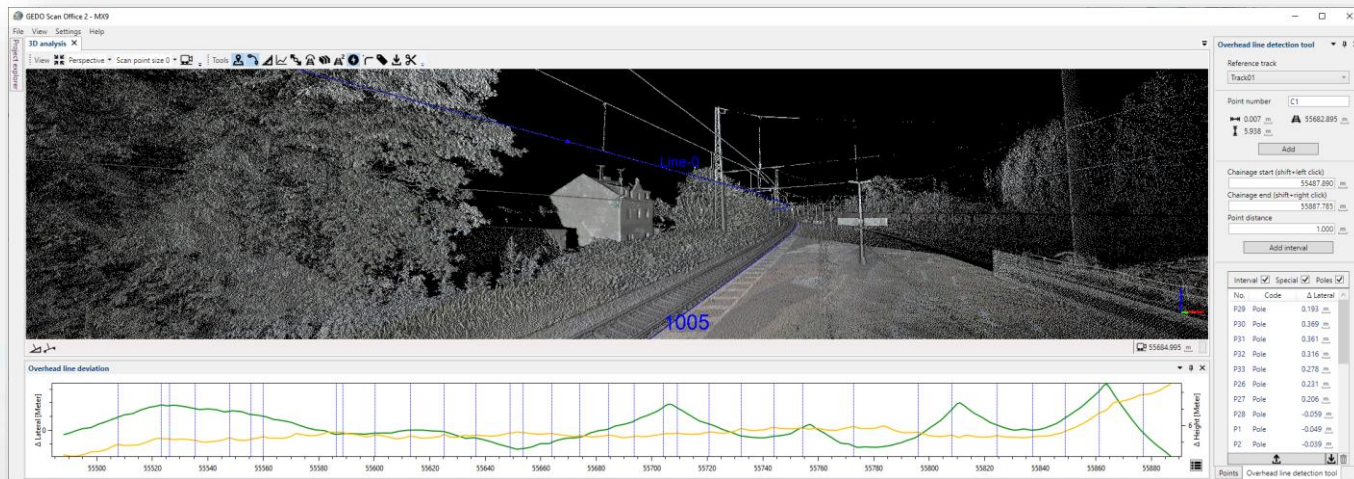 GEDO Scan Office 2 - MX9
File View Settings Help
Project explorer
3D analysis
View Perspective Scan point size 0 Tools
Line-0
1005
55684.995 m
Overhead line deviation
Δ Lateral [Meter]
0
6
Δ Height [Meter]
55500 55520 55540 55560 55580 55600 55620 55640 55660 55680 55700 55720 55740 55760 55780 55800 55820 55840 55860 55880
Overhead line detection tool
Reference track
Track01
Point number C1
0.007 m 55682.895 m
5.938 m
Add
Chainage start (shift+left click)
55487.890 m
Chainage end (shift+right click)
55887.785 m
Point distance
1.000 m
Add interval
Interval Special Poles
No. Code Δ Lateral
P29 Pole 0.193 m
P30 Pole 0.369 m
P31 Pole 0.361 m
P32 Pole 0.316 m
P33 Pole 0.278 m
P26 Pole 0.231 m
P27 Pole 0.206 m
P28 Pole -0.059 m
P1 Pole -0.049 m
P2 Pole -0.039 m
Points Overhead line detection tool